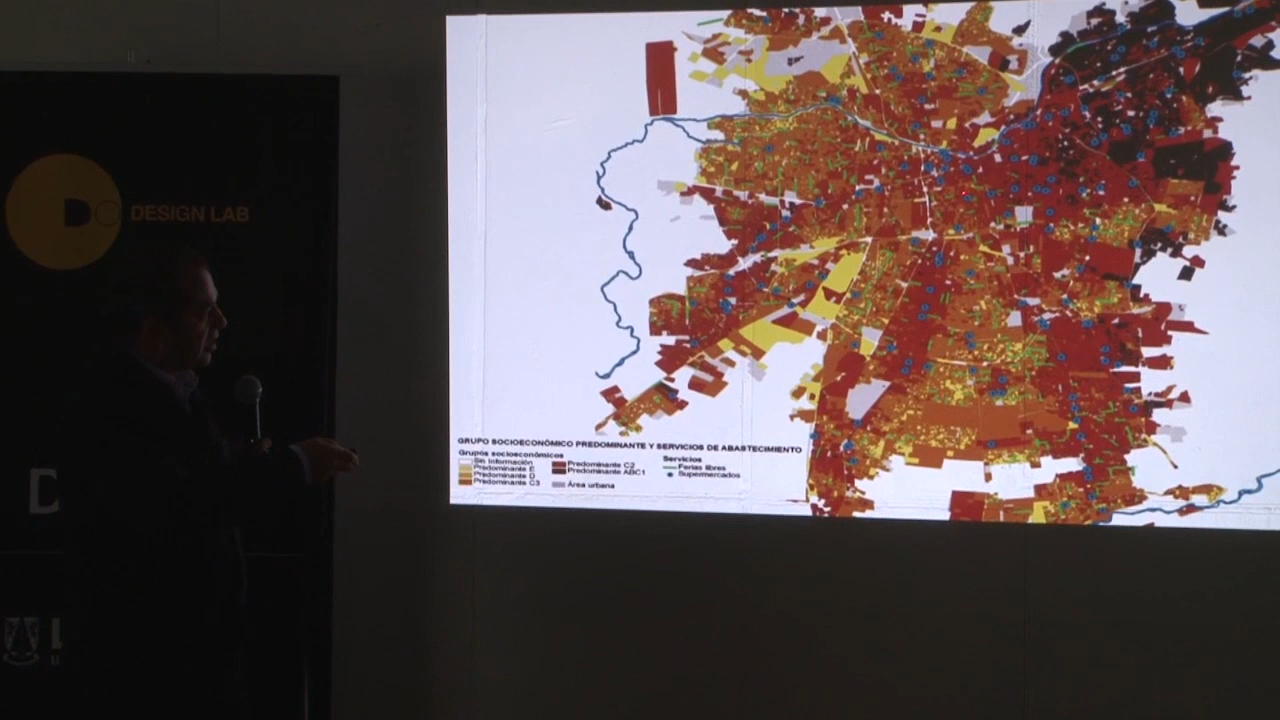 DESIGN LAB
D
GRUPO SOCIOECONÓMICO PREDOMINANTE Y SERVICIOS DE ABASTECIMIENTO
Grupos socioeconómicos
Sin Información
Predominante E
Predominante D
Predominante C3
Predominante C2
Predominante ABC1
Área urbana
Servicios
Ferias libres
Supermercados